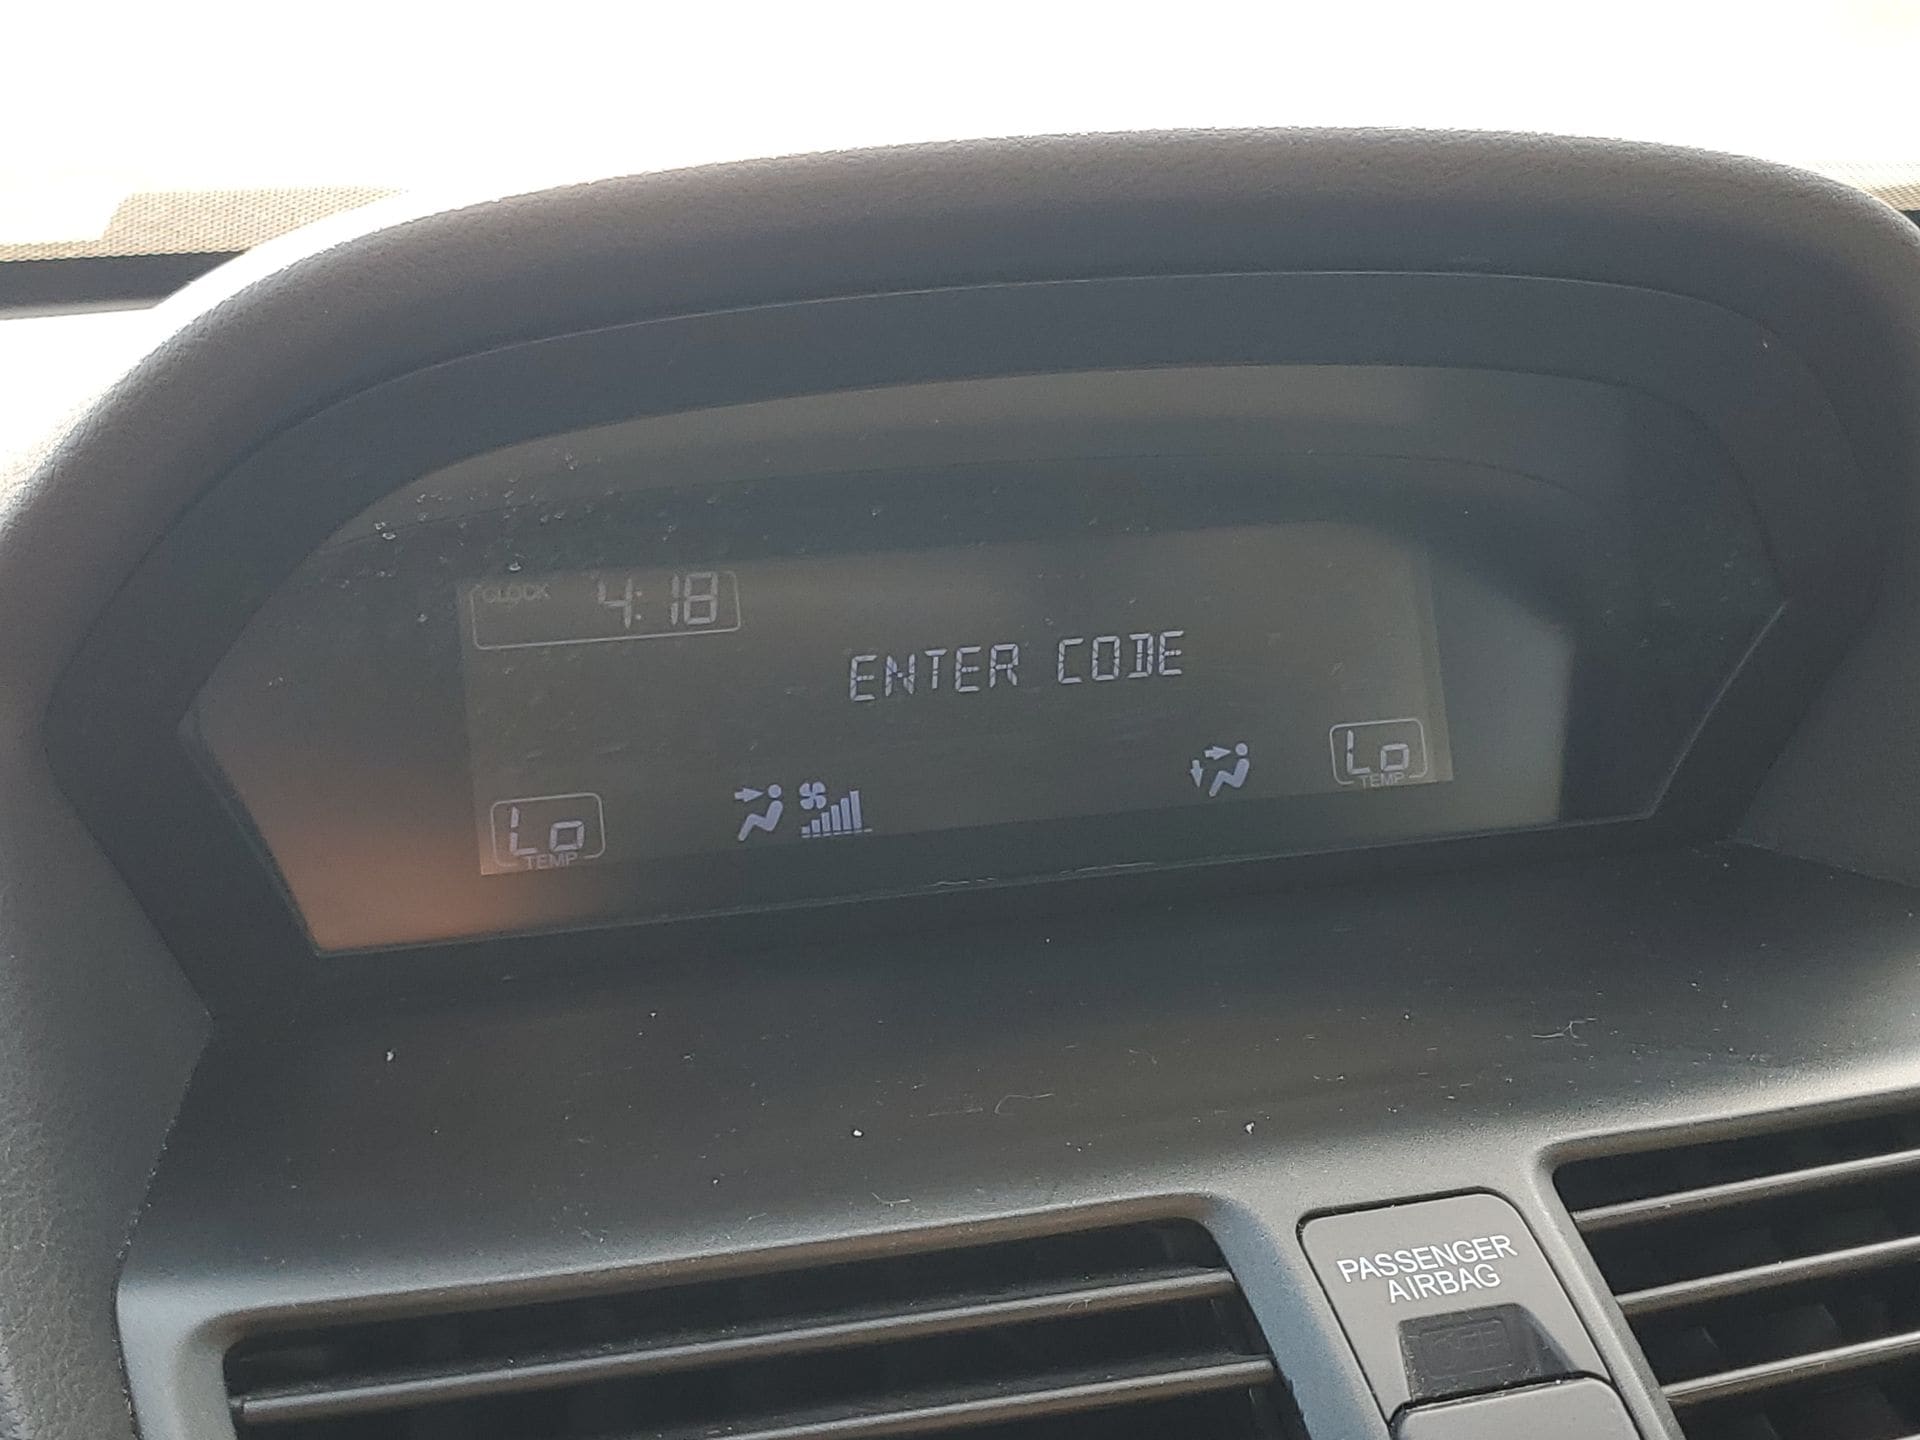 CLOCK 4:18
ENTER CODE
Lo
TEMP
Lo
TEMP
PASSENGER
AIRBAG